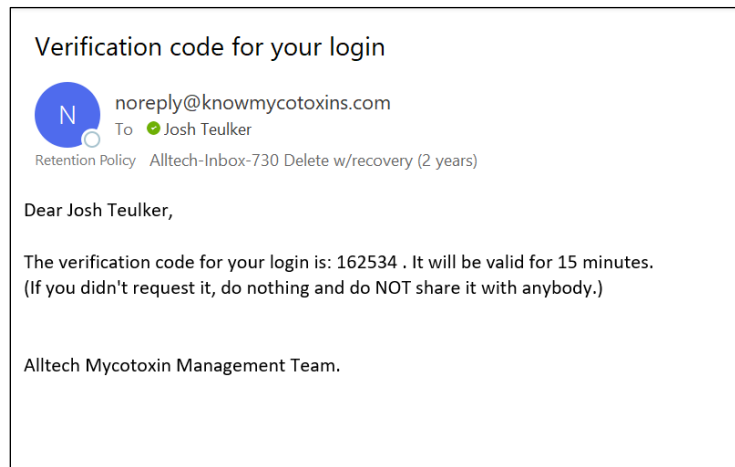 Verification code for your login
N
noreply@knowmycotoxins.com
To Josh Teulker
Retention Policy Alltech-Inbox-730 Delete w/recovery (2 years)
Dear Josh Teulker,
The verification code for your login is: 162534 . It will be valid for 15 minutes.
(If you didn't request it, do nothing and do NOT share it with anybody.)
Alltech Mycotoxin Management Team.